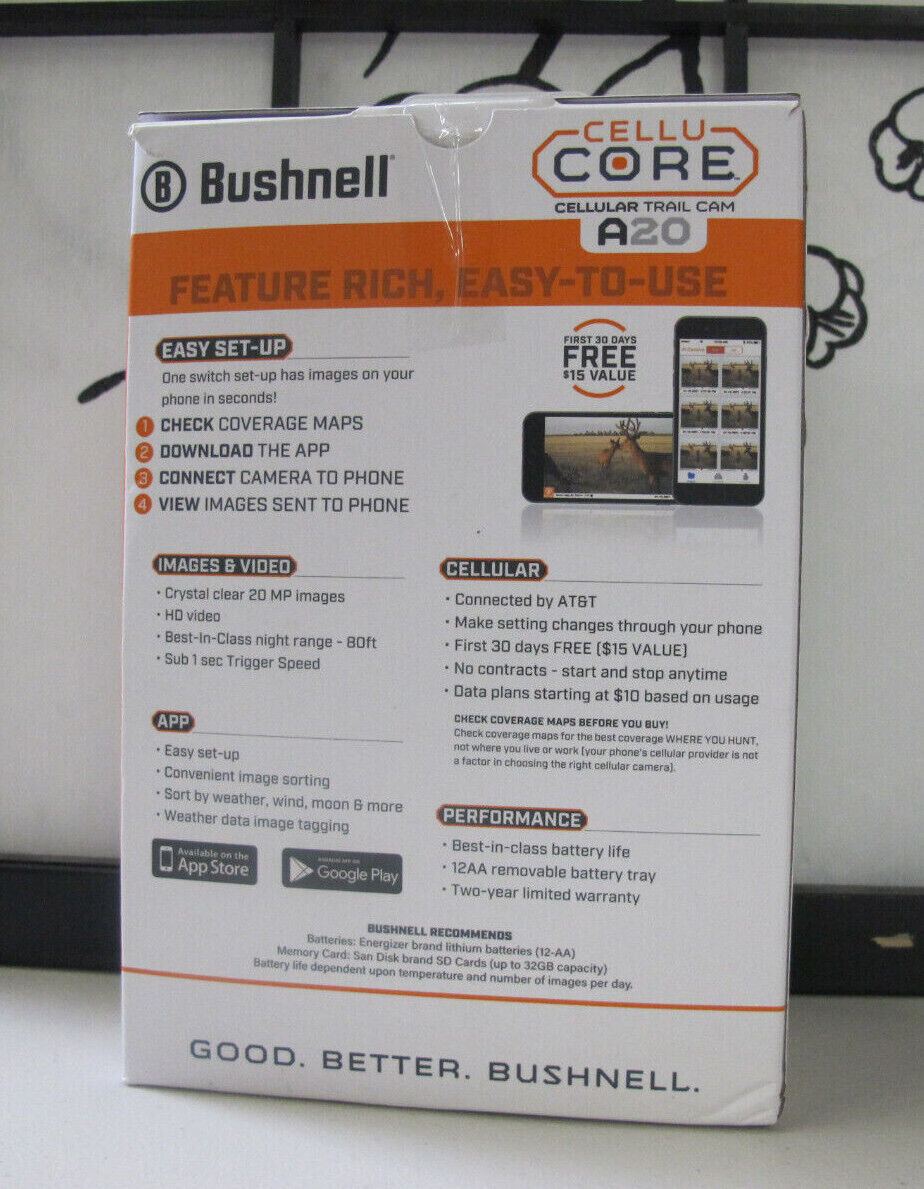 B Bushnell®
CELLU
CORE™
CELLULAR TRAIL CAM
A20
FEATURE RICH, EASY-TO-USE
EASY SET-UP
One switch set-up has images on your
phone in seconds!
1 CHECK COVERAGE MAPS
2 DOWNLOAD THE APP
3 CONNECT CAMERA TO PHONE
4 VIEW IMAGES SENT TO PHONE
FIRST 30 DAYS
FREE
$15 VALUE
IMAGES & VIDEO
• Crystal clear 20 MP images
• HD video
• Best-In-Class night range - 80ft
• Sub 1 sec Trigger Speed
APP
• Easy set-up
• Convenient image sorting
• Sort by weather, wind, moon & more
• Weather data image tagging
Available on the
App Store
ANDROID APP ON
Google Play
CELLULAR
• Connected by AT&T
• Make setting changes through your phone
• First 30 days FREE ($15 VALUE)
• No contracts - start and stop anytime
• Data plans starting at $10 based on usage
CHECK COVERAGE MAPS BEFORE YOU BUY!
Check coverage maps for the best coverage WHERE YOU HUNT,
not where you live or work (your phone's cellular provider is not
a factor in choosing the right cellular camera).
PERFORMANCE
• Best-in-class battery life
• 12AA removable battery tray
• Two-year limited warranty
BUSHNELL RECOMMENDS
Batteries: Energizer brand lithium batteries (12-AA)
Memory Card: San Disk brand SD Cards (up to 32GB capacity)
Battery life dependent upon temperature and number of images per day.
GOOD. BETTER. BUSHNELL.